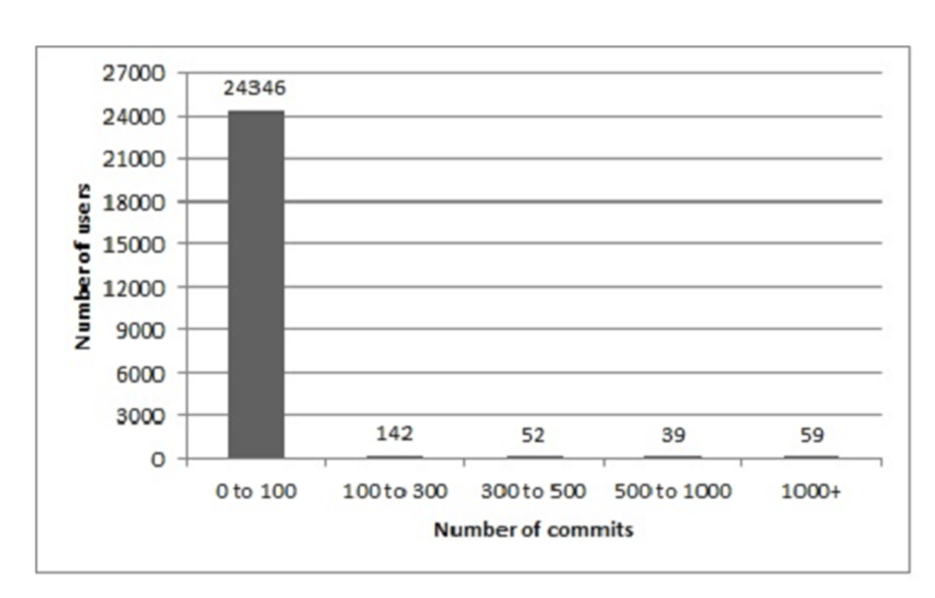 27000
24000
21000
18000
15000
12000
9000
6000
3000
0
Number of users
24346
142
52
39
59
0 to 100
100 to 300
300 to 500
500 to 1000
1000+
Number of commits